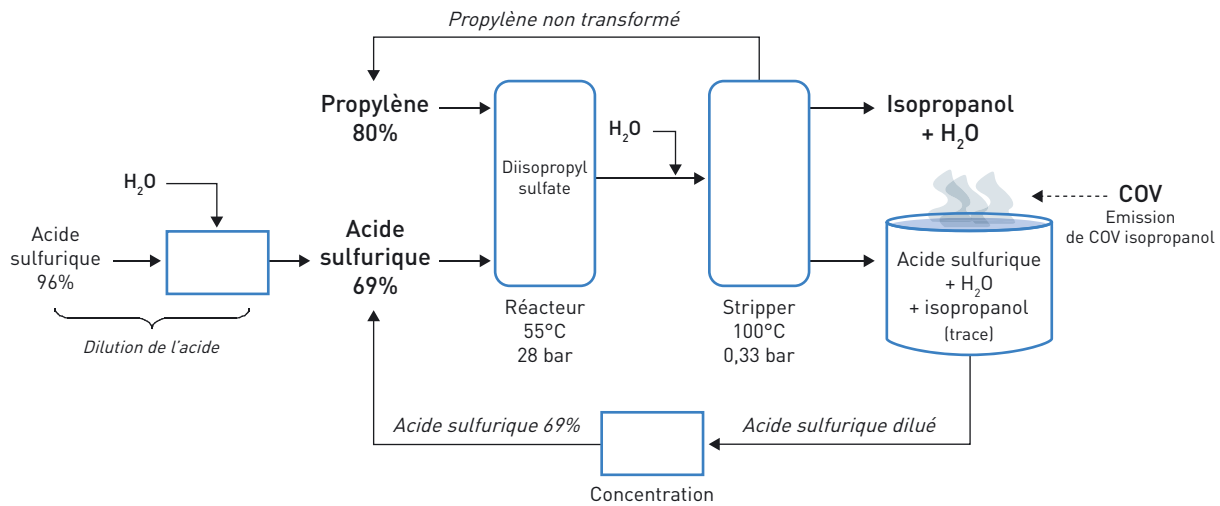 Propylène non transformé
Propylène
80%
H₂O
Isopropanol
+ H₂O
Diisopropyl
sulfate
H₂O
COV
Emission
de COV isopropanol
Acide
sulfurique
96%
Acide
sulfurique
69%
Acide sulfurique
+ H₂O
+ isopropanol
(trace)
Dilution de l'acide
Réacteur
55°C
28 bar
Stripper
100°C
0,33 bar
Acide sulfurique 69%
Acide sulfurique dilué
Concentration